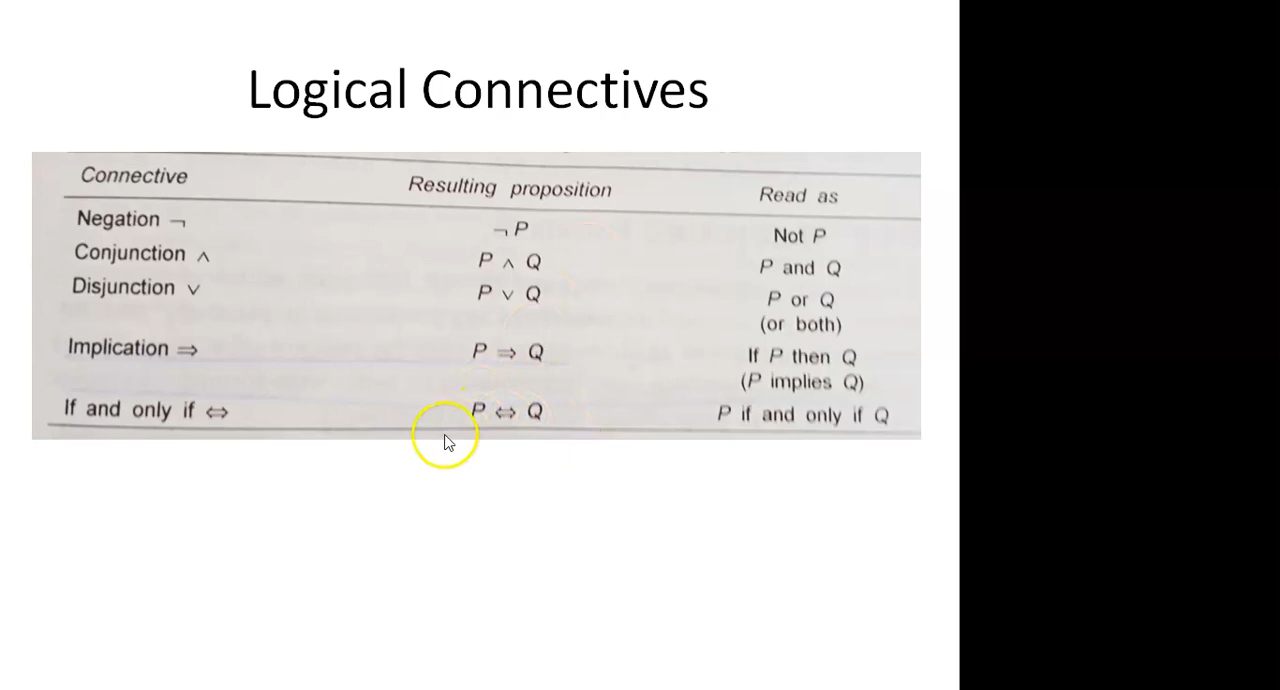 Logical Connectives
Connective Resulting proposition Read as
Negation ¬ ¬ P Not P
Conjunction ∧ P ∧ Q P and Q
Disjunction ∨ P ∨ Q P or Q
(or both)
Implication ⇒ P ⇒ Q If P then Q
(P implies Q)
If and only if ⇔ P ⇔ Q P if and only if Q